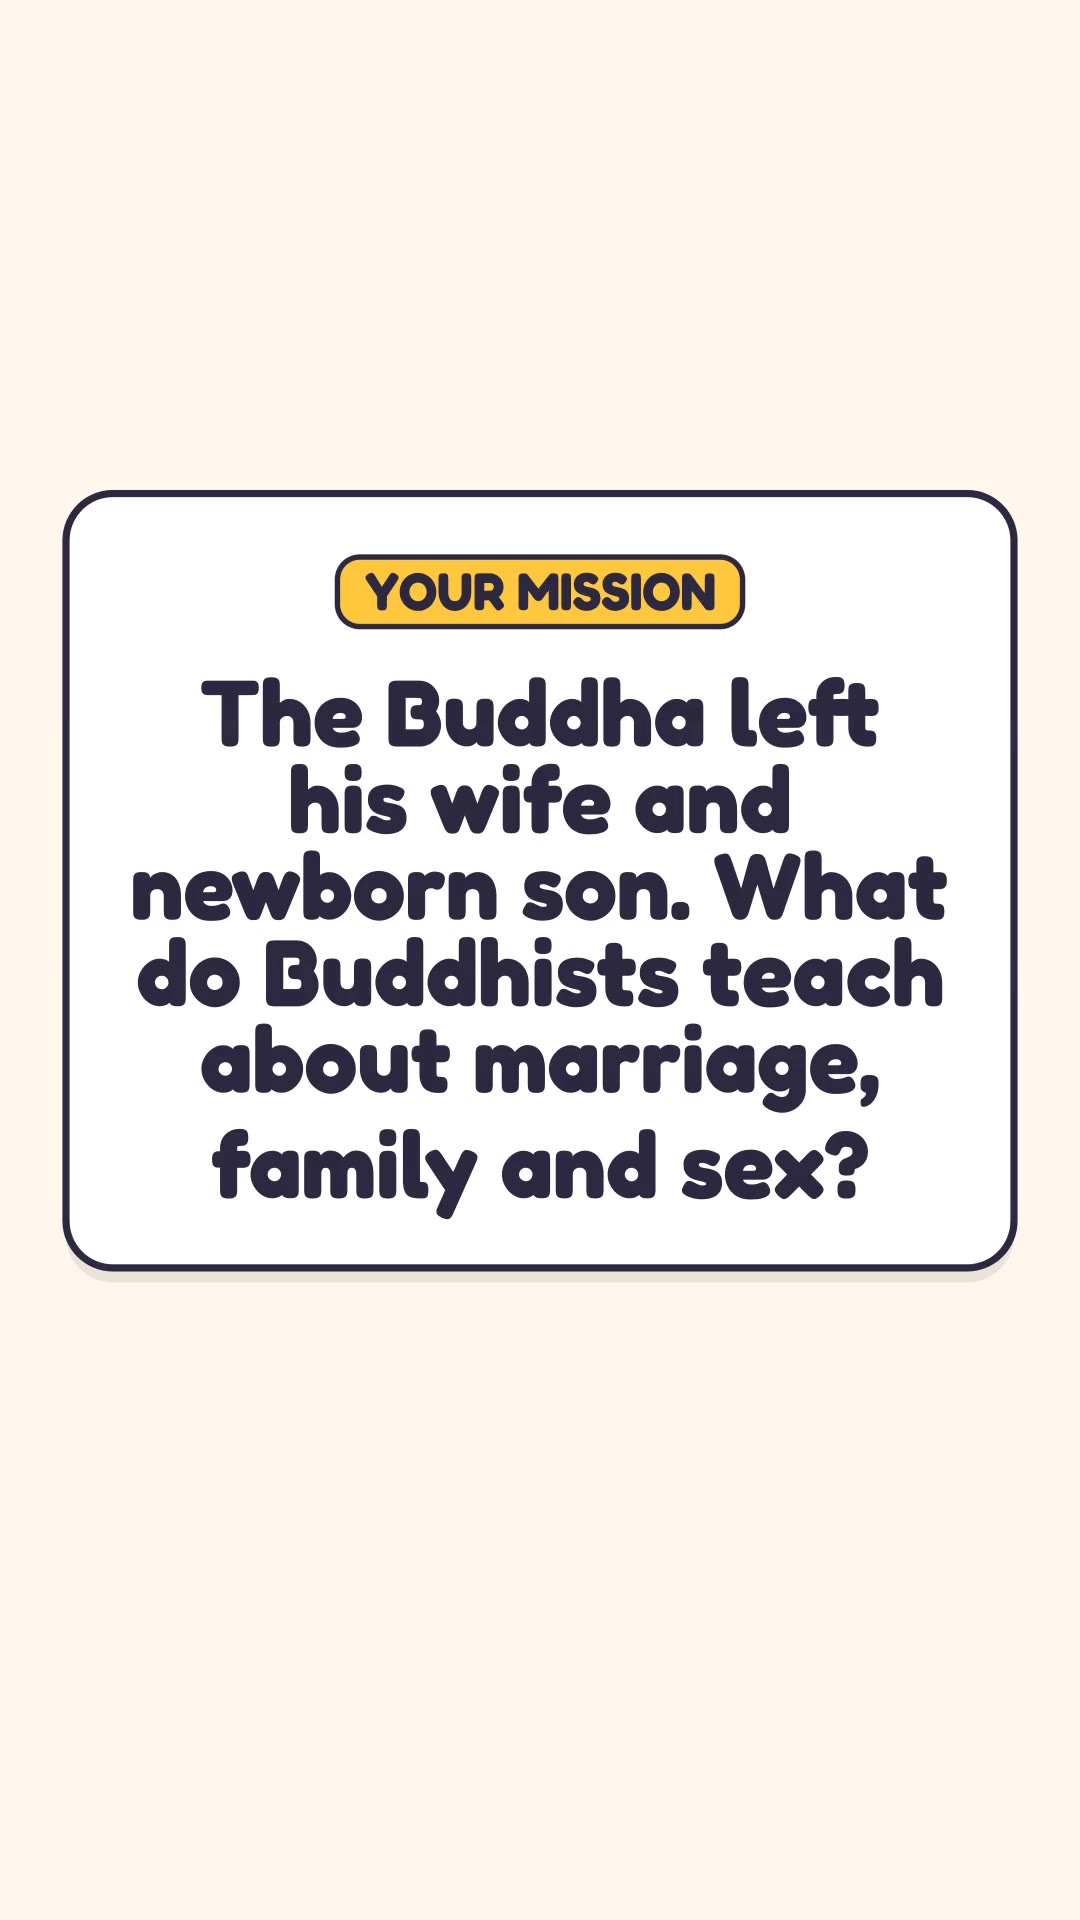 YOUR MISSION
The Buddha left
his wife and
newborn son. What
do Buddhists teach
about marriage,
family and sex?